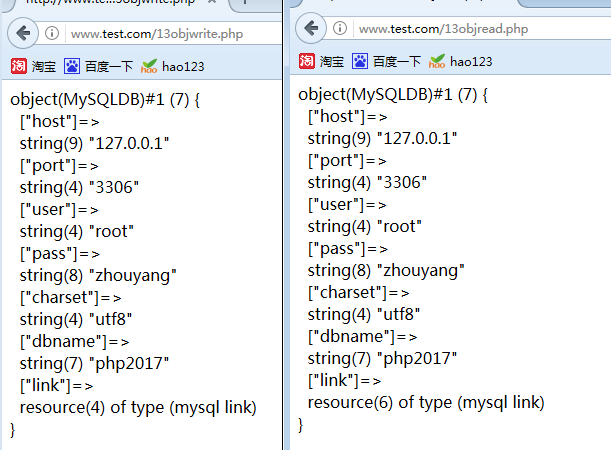 http://www.te...3objwrite.php
www.test.com/13objwrite.php
淘宝 百度一下 hao123
object(MySQLDB)#1 (7) {
["host"]=>
string(9) "127.0.0.1"
["port"]=>
string(4) "3306"
["user"]=>
string(4) "root"
["pass"]=>
string(8) "zhouyang"
["charset"]=>
string(4) "utf8"
["dbname"]=>
string(7) "php2017"
["link"]=>
resource(4) of type (mysql link)
}
www.test.com/13objread.php
淘宝 百度一下 hao123
object(MySQLDB)#1 (7) {
["host"]=>
string(9) "127.0.0.1"
["port"]=>
string(4) "3306"
["user"]=>
string(4) "root"
["pass"]=>
string(8) "zhouyang"
["charset"]=>
string(4) "utf8"
["dbname"]=>
string(7) "php2017"
["link"]=>
resource(6) of type (mysql link)
}